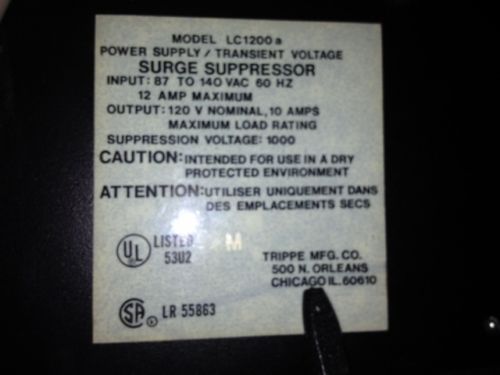 MODEL LC1200a
POWER SUPPLY / TRANSIENT VOLTAGE
SURGE SUPPRESSOR
INPUT: 87 TO 140 VAC 60 HZ
12 AMP MAXIMUM
OUTPUT: 120 V NOMINAL, 10 AMPS
MAXIMUM LOAD RATING
SUPPRESSION VOLTAGE: 1000
CAUTION: INTENDED FOR USE IN A DRY
PROTECTED ENVIRONMENT
ATTENTION: UTILISER UNIQUEMENT DANS
DES EMPLACEMENTS SECS
UL LISTED M
53U2
TRIPPE MFG. CO.
500 N. ORLEANS
CHICAGO IL. 60610
SA LR 55863